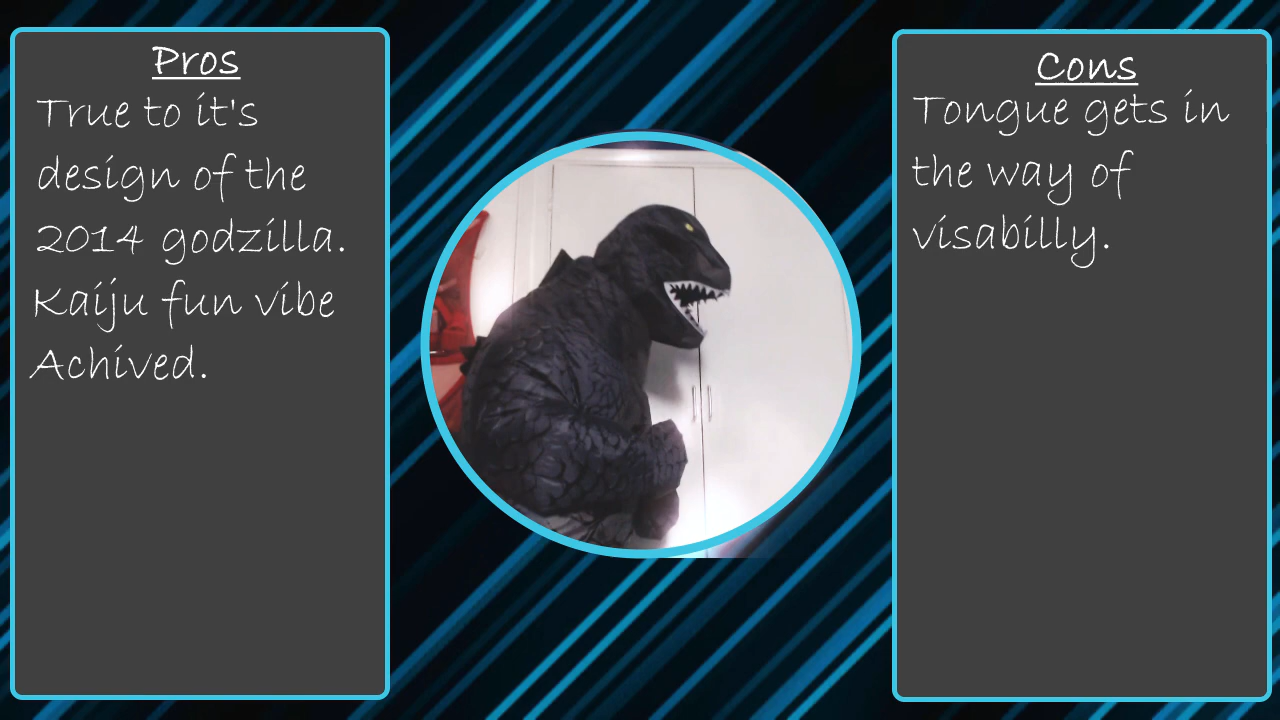 Pros
True to it's
design of the
2014 godzilla.
Kaiju fun vibe
Achived.
Cons
Tongue gets in
the way of
visabilly.